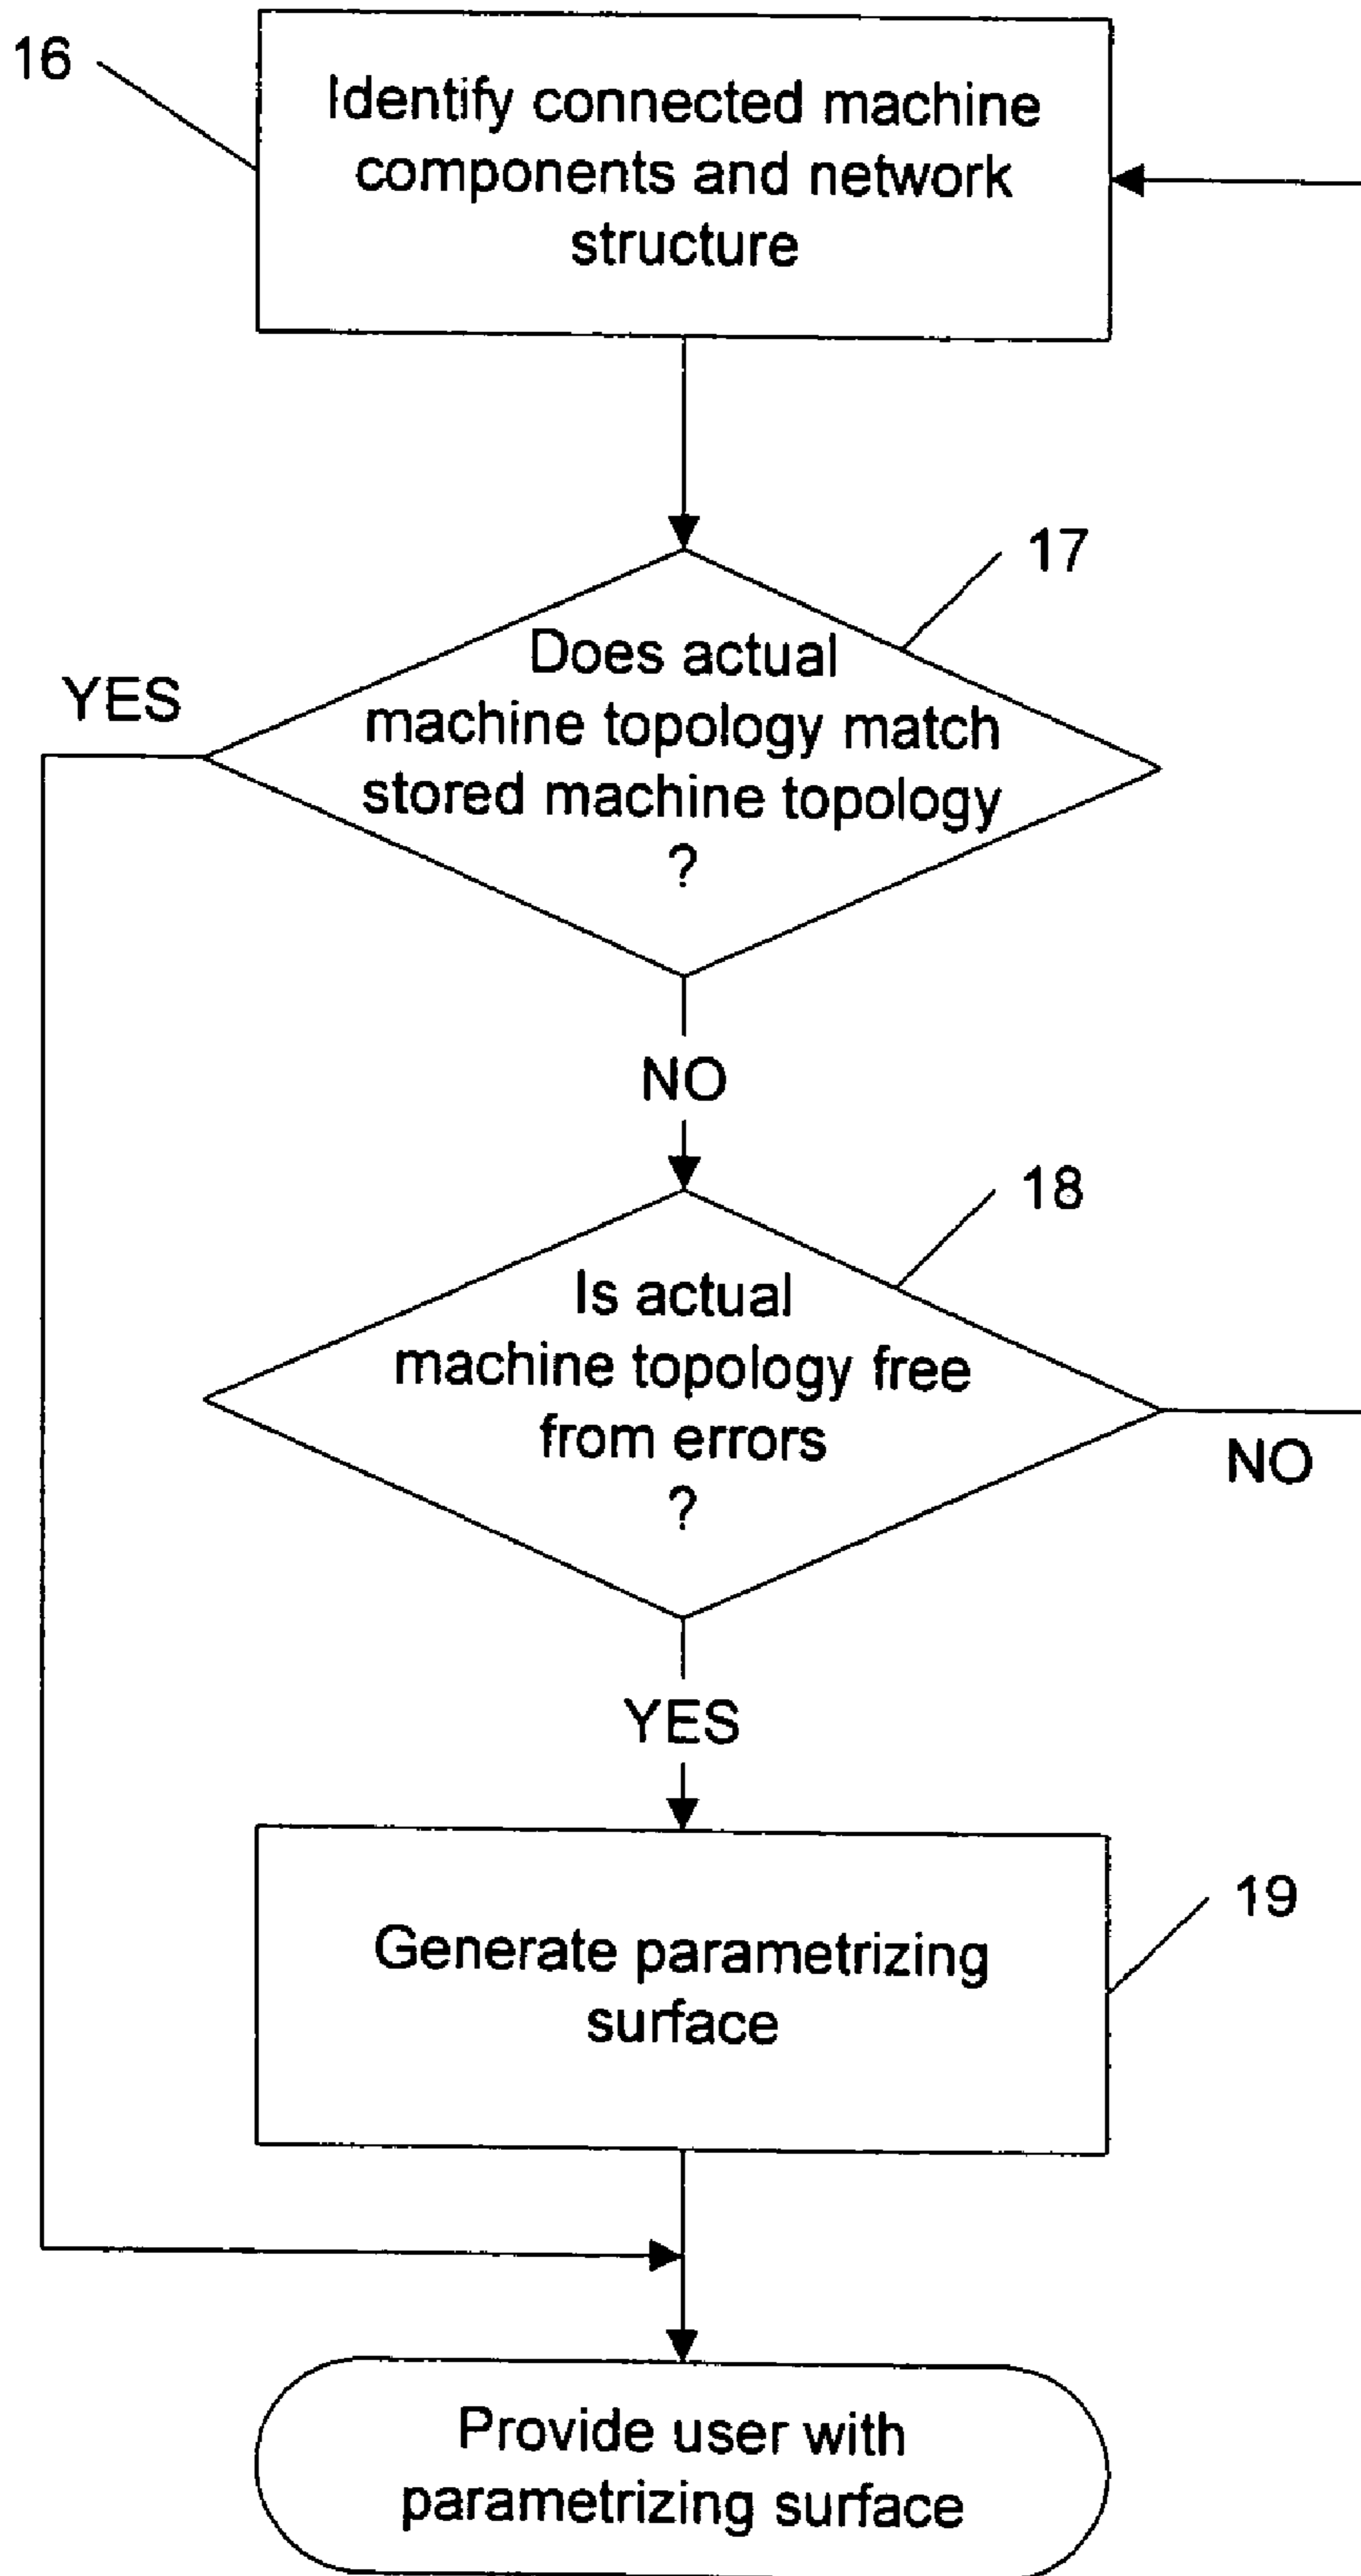 16
Identify connected machine
components and network
structure
17
Does actual
machine topology match
stored machine topology
?
YES
NO
18
Is actual
machine topology free
from errors
?
NO
YES
19
Generate parametrizing
surface
Provide user with
parametrizing surface